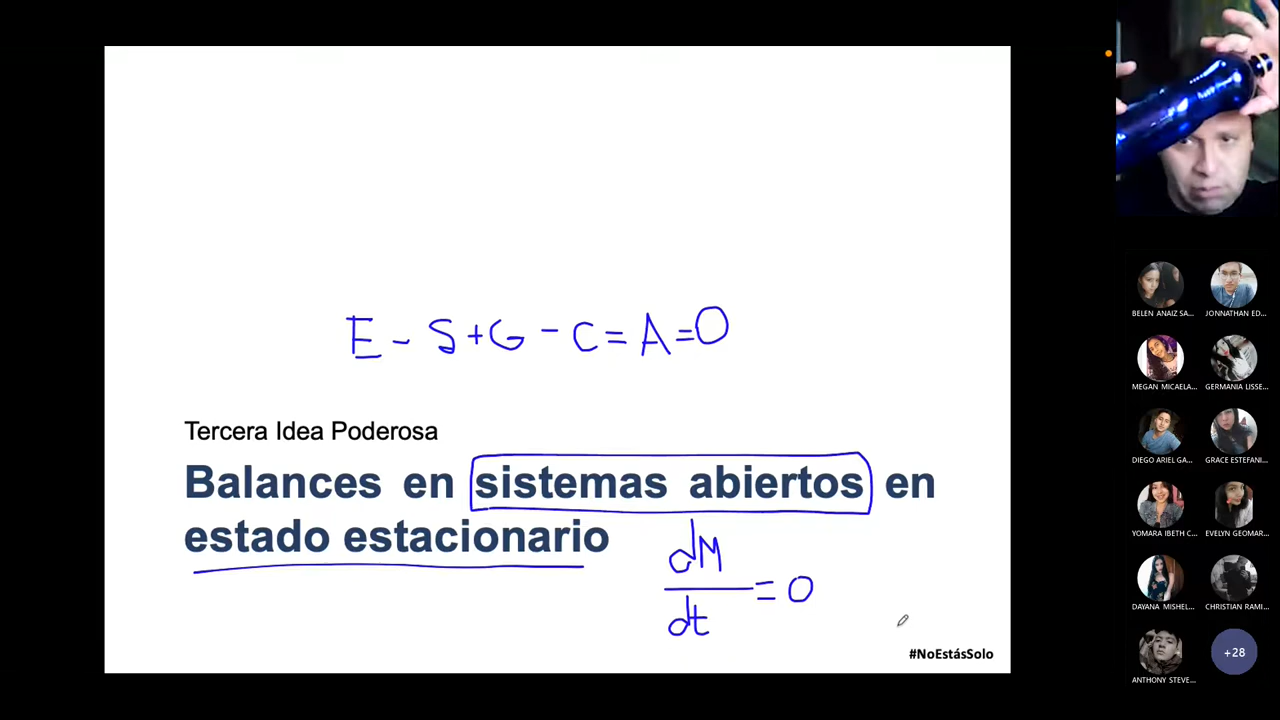 E - S + G - C = A = 0
Tercera Idea Poderosa
Balances en sistemas abiertos en
estado estacionario
dM
dt
= 0
#NoEstásSolo
BELEN ANAIZ SA...
JONNATHAN ED...
MEGAN MICAELA...
GERMANIA LISSE...
DIEGO ARIEL GA...
GRACE ESTEFANI...
YOMARA IBETH C...
EVELYN GEOMAR...
DAYANA MISHEL...
CHRISTIAN RAMI...
ANTHONY STEVE...
+28